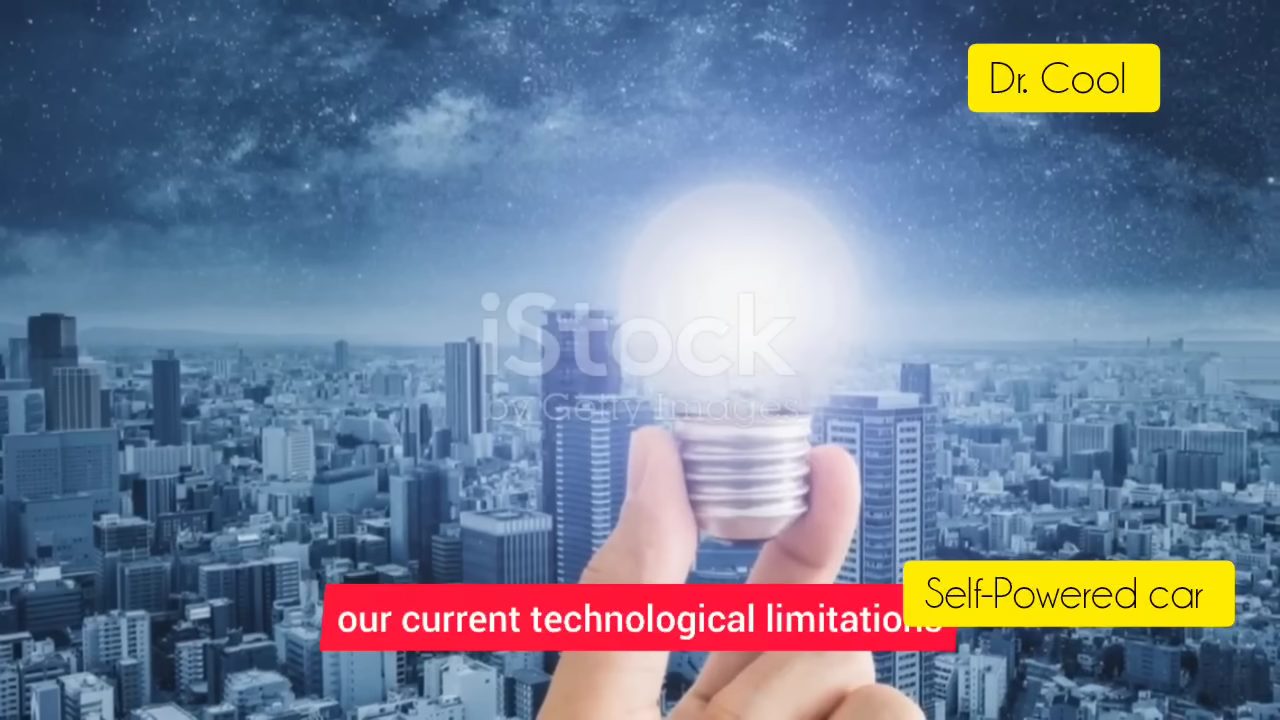 Dr. Cool
iStock
by Getty Images
our current technological limitations
Self-Powered car